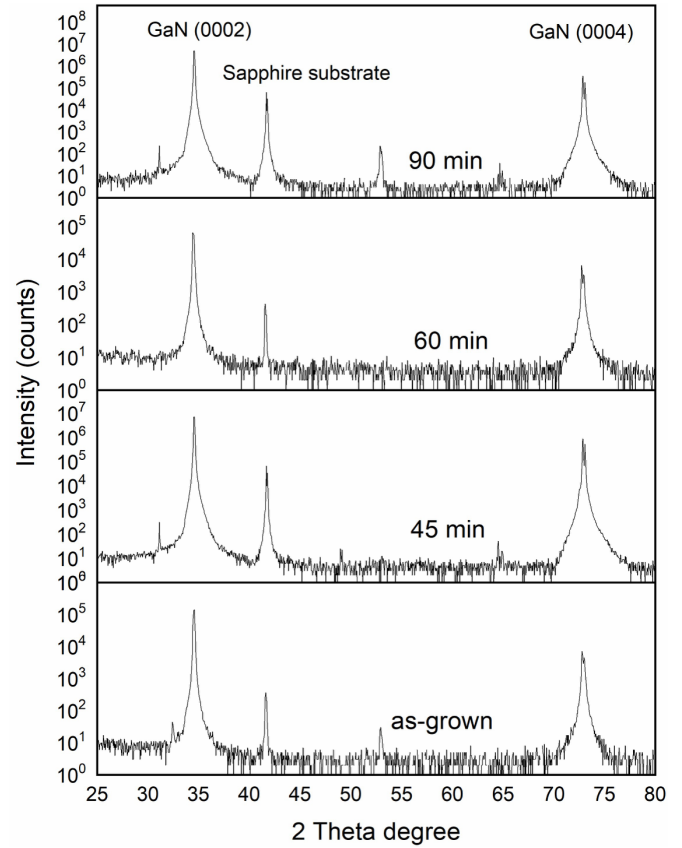 10^8
GaN (0002)
GaN (0004)
10^7
10^6
Sapphire substrate
10^5
10^4
10^3
10^2
90 min
10^1
10^0
10^5
10^4
10^3
60 min
10^2
10^1
10^0
Intensity (counts)
10^7
10^6
10^5
10^4
10^3
45 min
10^2
10^1
10^0
10^5
10^4
10^3
10^2
as-grown
10^1
10^0
25 30 35 40 45 50 55 60 65 70 75 80
2 Theta degree